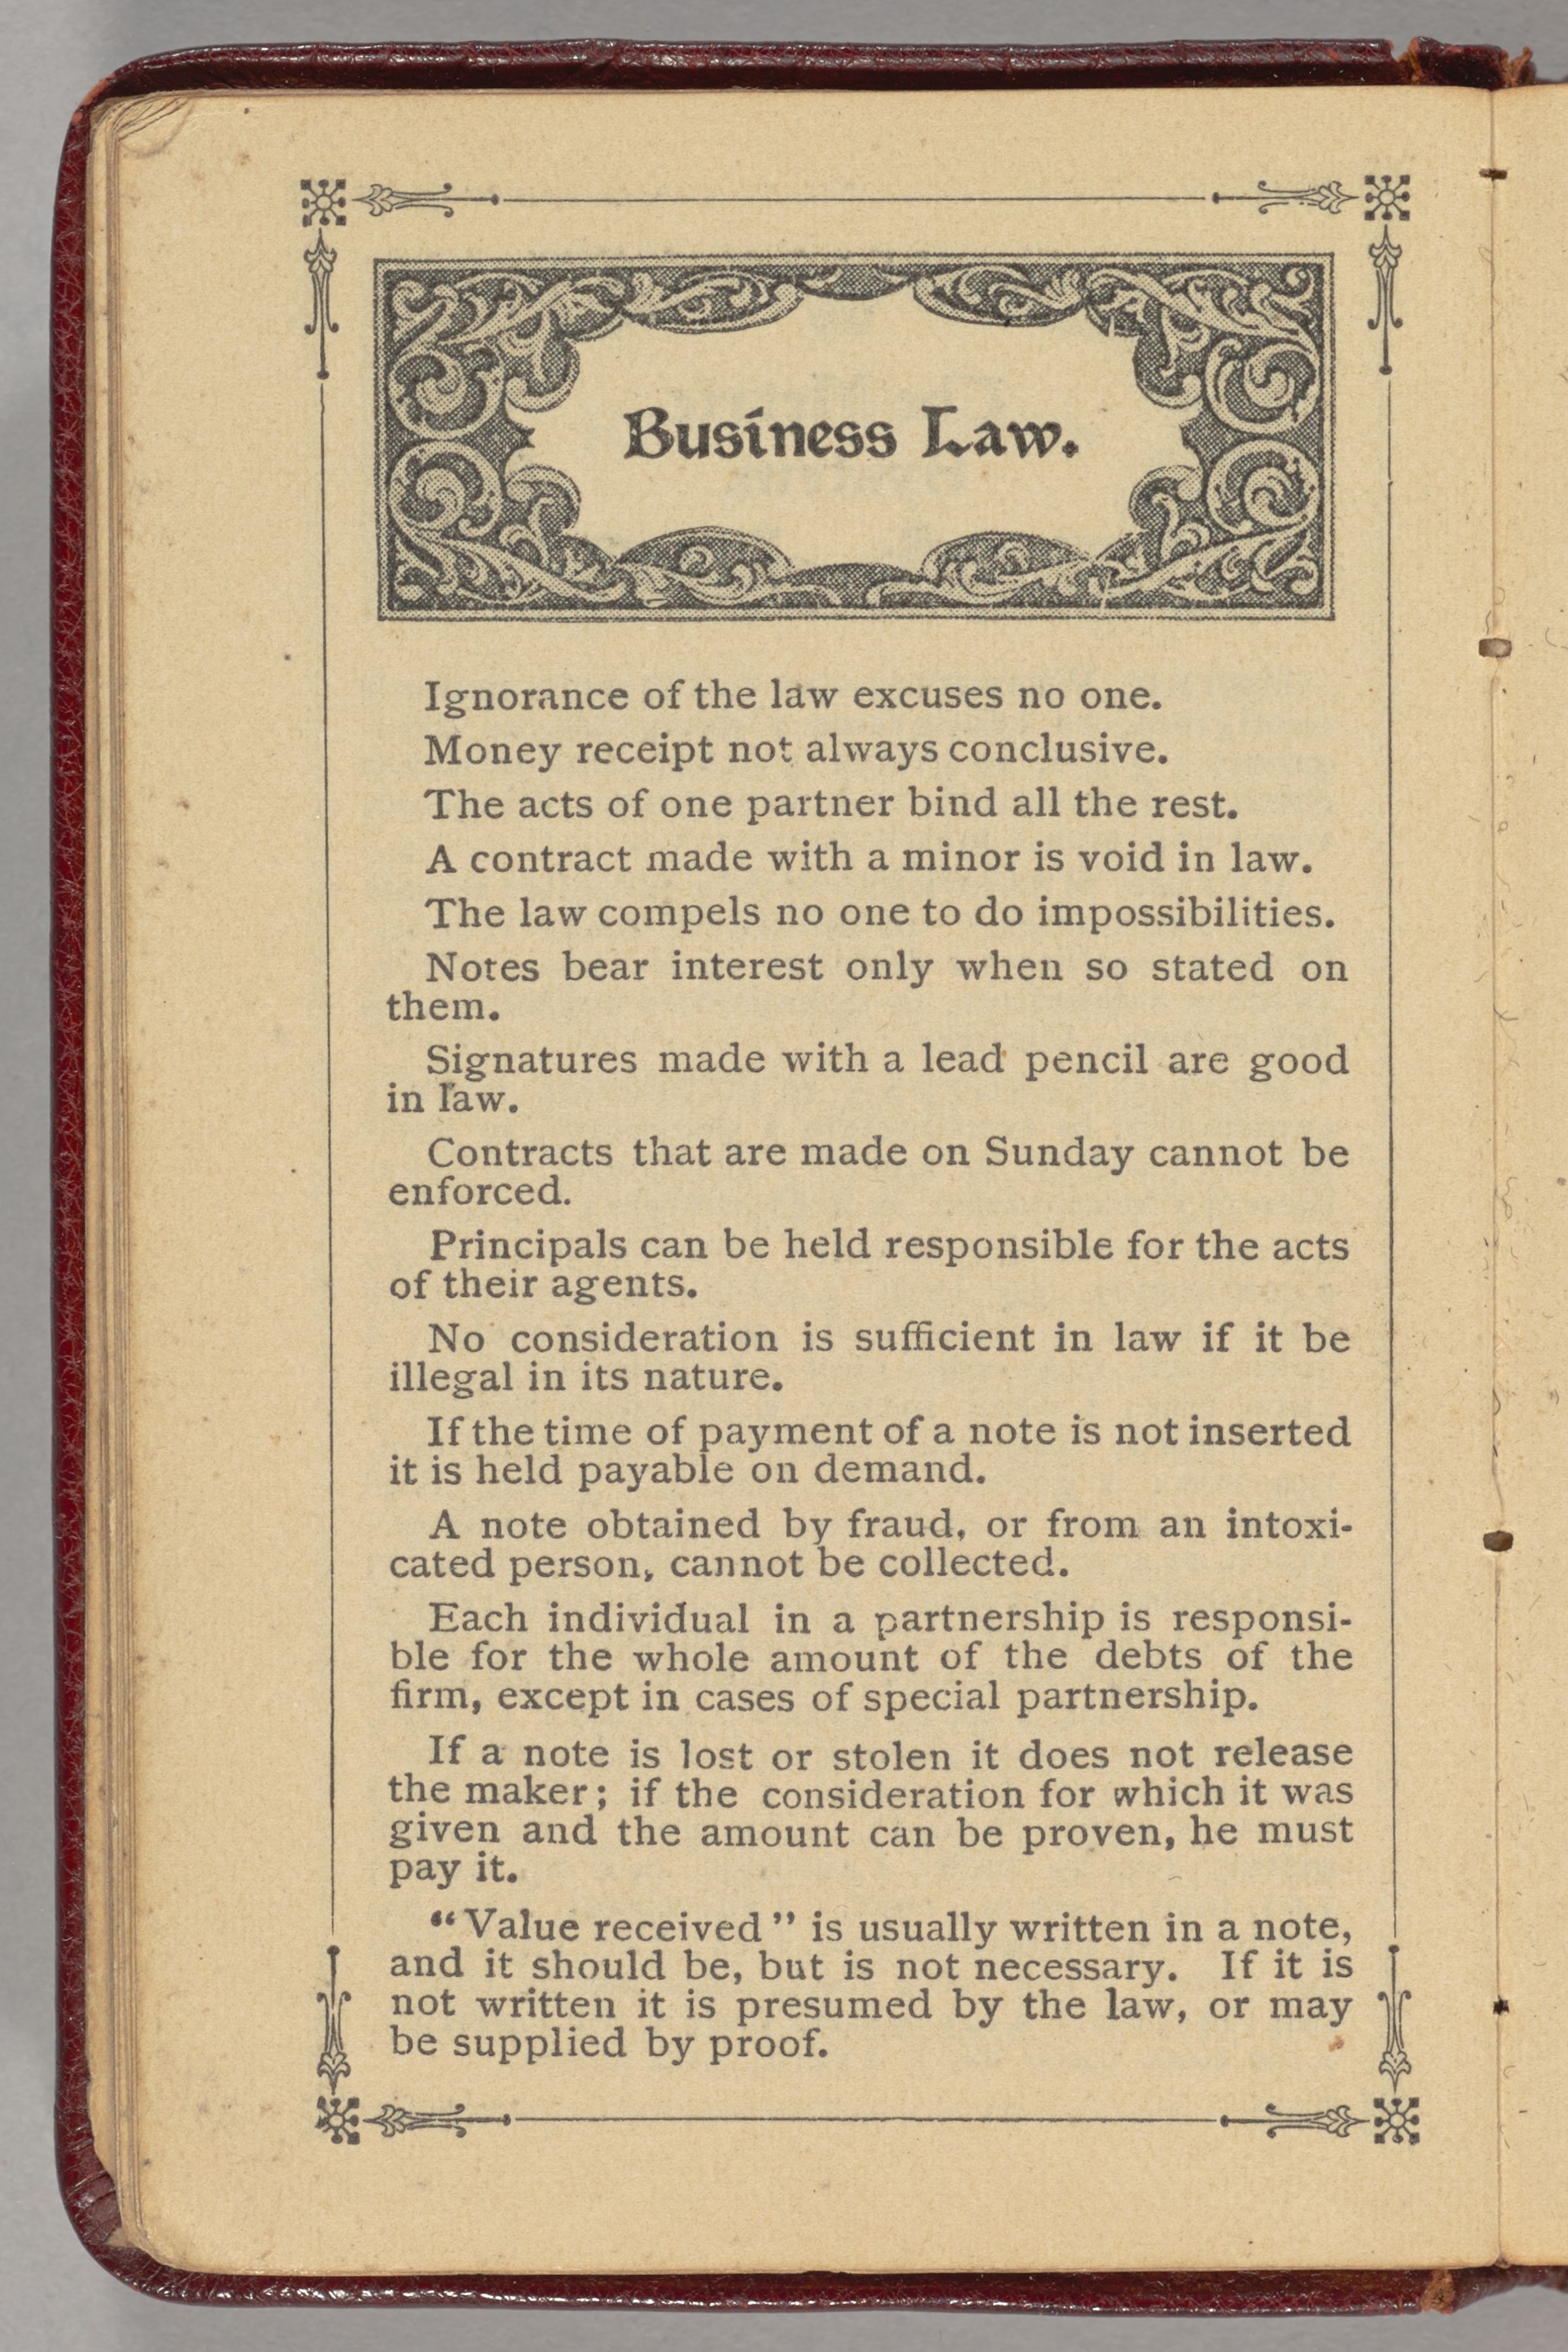 Business Law.
Ignorance of the law excuses no one.
Money receipt not always conclusive.
The acts of one partner bind all the rest.
A contract made with a minor is void in law.
The law compels no one to do impossibilities.
Notes bear interest only when so stated on
them.
Signatures made with a lead pencil are good
in law.
Contracts that are made on Sunday cannot be
enforced.
Principals can be held responsible for the acts
of their agents.
No consideration is sufficient in law if it be
illegal in its nature.
If the time of payment of a note is not inserted
it is held payable on demand.
A note obtained by fraud, or from an intoxi-
cated person, cannot be collected.
Each individual in a partnership is responsi-
ble for the whole amount of the debts of the
firm, except in cases of special partnership.
If a note is lost or stolen it does not release
the maker; if the consideration for which it was
given and the amount can be proven, he must
pay it.
“Value received” is usually written in a note,
and it should be, but is not necessary. If it is
not written it is presumed by the law, or may
be supplied by proof.